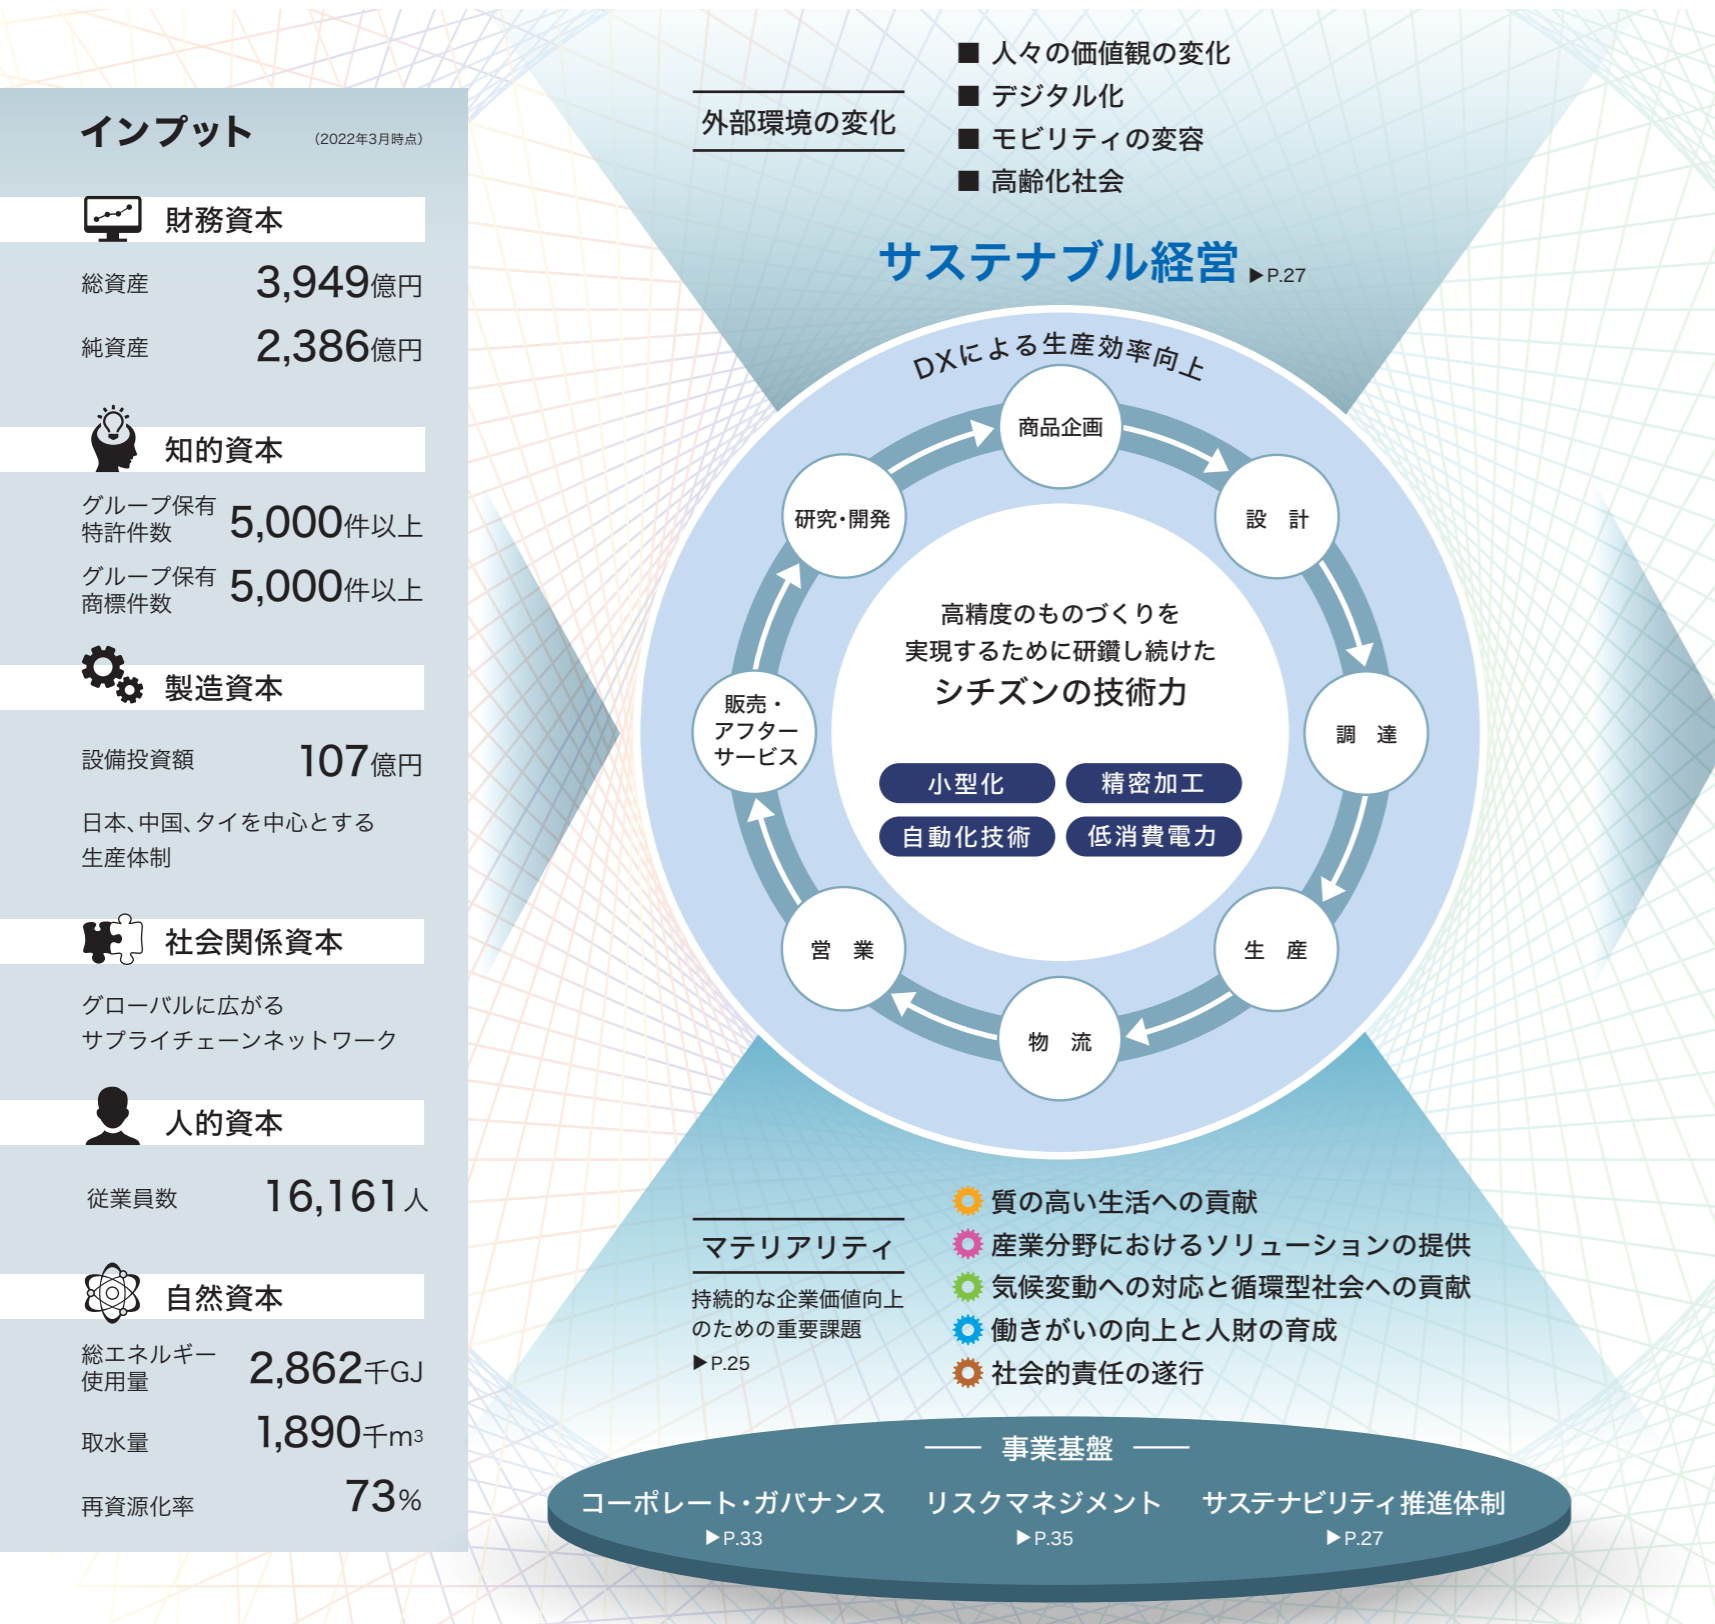 インプット (2022年3月時点)
財務資本
総資産 3,949億円
純資産 2,386億円
知的資本
グループ保有
特許件数 5,000件以上
グループ保有
商標件数 5,000件以上
製造資本
設備投資額 107億円
日本、中国、タイを中心とする
生産体制
社会関係資本
グローバルに広がる
サプライチェーンネットワーク
人的資本
従業員数 16,161人
自然資本
総エネルギー
使用量 2,862千GJ
取水量 1,890千m³
再資源化率 73%
外部環境の変化
■ 人々の価値観の変化
■ デジタル化
■ モビリティの変容
■ 高齢化社会
サステナブル経営 ▶P.27
DXによる生産効率向上
商品企画
設 計
調 達
生 産
物 流
営 業
販売・
アフター
サービス
研究・開発
高精度のものづくりを
実現するために研鑽し続けた
シチズンの技術力
小型化 精密加工
自動化技術 低消費電力
マテリアリティ
持続的な企業価値向上
のための重要課題
▶P.25
質の高い生活への貢献
産業分野におけるソリューションの提供
気候変動への対応と循環型社会への貢献
働きがいの向上と人財の育成
社会的責任の遂行
事業基盤
コーポレート・ガバナンス リスクマネジメント サステナビリティ推進体制
▶P.33 ▶P.35 ▶P.27